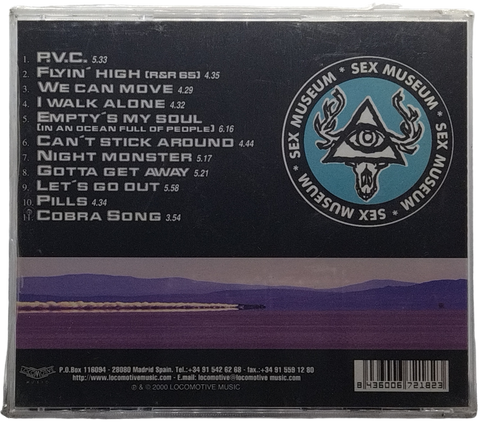 1. P.V.C. 5.33
2. FLYIN´ HIGH (R&R 65) 4.35
3. WE CAN MOVE 4.29
4. I WALK ALONE 4.32
5. EMPTY´S MY SOUL
(IN AN OCEAN FULL OF PEOPLE) 6.16
6. CAN´T STICK AROUND 4.44
7. NIGHT MONSTER 5.17
8. GOTTA GET AWAY 5.21
9. LET´S GO OUT 5.58
10. PILLS 4.34
11. COBRA SONG 3.54
SEX MUSEUM * SEX MUSEUM * SEX MUSEUM * SEX MUSEUM *
LOCOMOTIVE
MUSIC
P.O.Box 116094 - 28080 Madrid Spain. Tel.:+34 91 542 62 68 - Fax:+34 91 559 12 80
http://www.locomotivemusic.com - E.mail: locomotive@locomotivemusic.com
℗ & © 2000 LOCOMOTIVE MUSIC
8 436006 721823